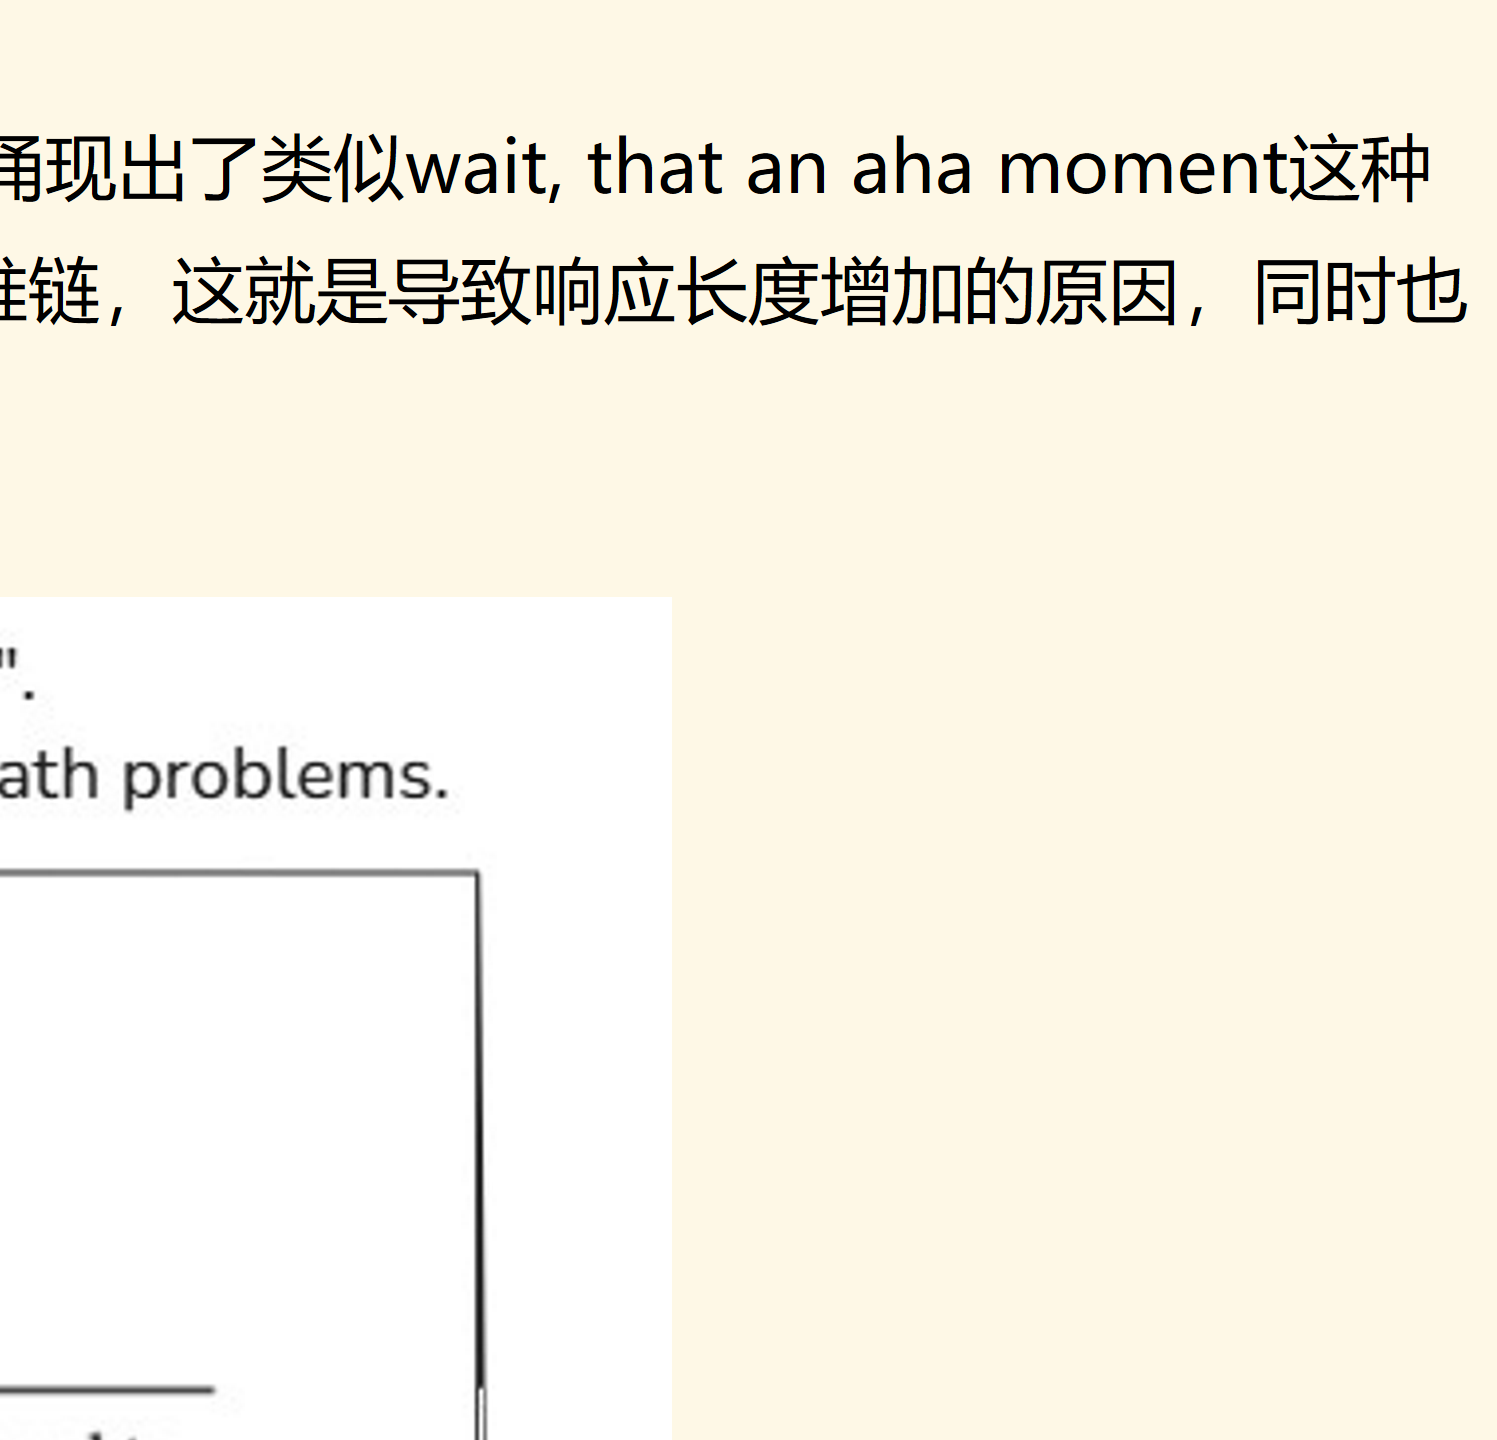 涌现出了类似wait, that an aha moment这种
链，这就是导致响应长度增加的原因，同时也
".
ath problems.